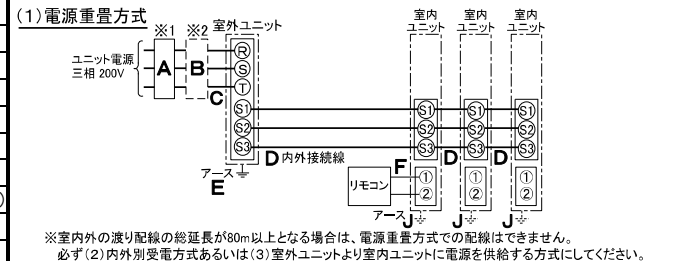 (1)電源重畳方式
※1 ※2 室外ユニット
室内
ユニット
室内
ユニット
室内
ユニット
ユニット電源
三相 200V
A
B
C
R
S
T
S1
S2
S3
S1
S2
S3
S1
S2
S3
S1
S2
S3
D 内外接続線
D
D
F
アース
E
リモコン
①
②
①
②
①
②
アース J
J
J
※室内外の渡り配線の総延長が80m以上となる場合は、電源重畳方式での配線はできません。
必ず(2)内外別受電方式あるいは(3)室外ユニットより室内ユニットに電源を供給する方式にしてください。